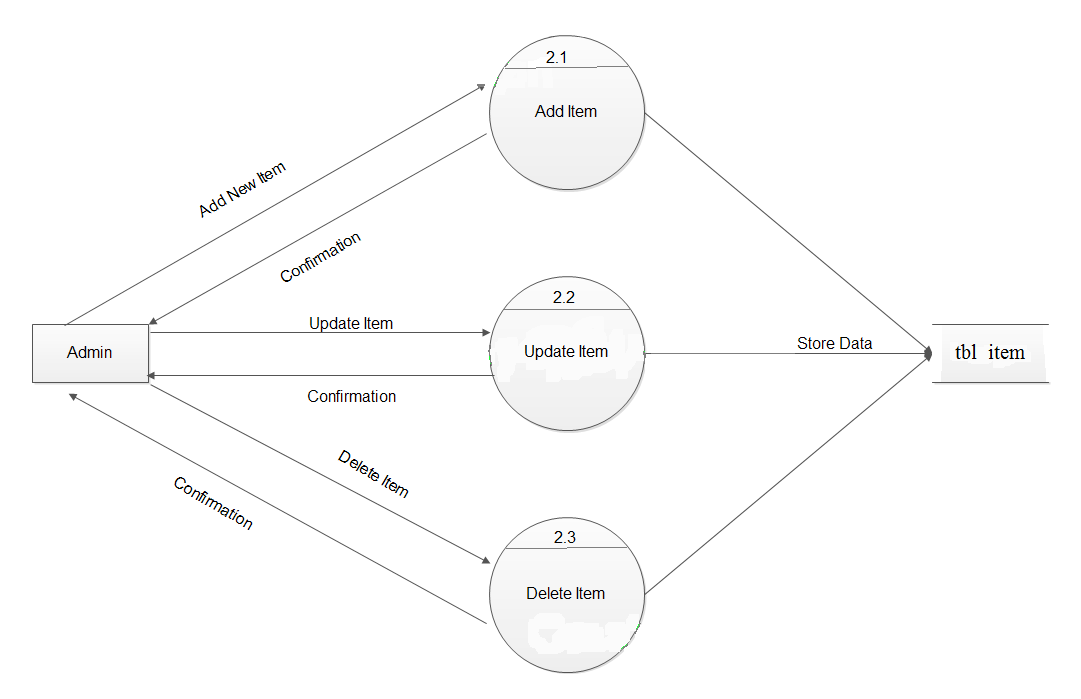 2.1
Add Item
Add New Item
Confirmation
2.2
Update Item
Update Item
Admin
Store Data
tbl item
Confirmation
Delete Item
Confirmation
2.3
Delete Item